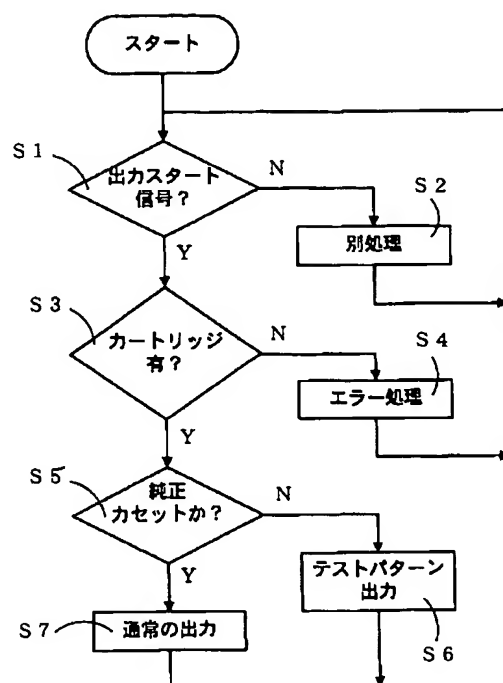 スタート
S1
出力スタート
信号?
N
S2
別処理
Y
S3
カートリッジ
有?
N
S4
エラー処理
Y
S5
純正
カセットか?
N
テストパターン
出力
Y
S7
通常の出力
S6